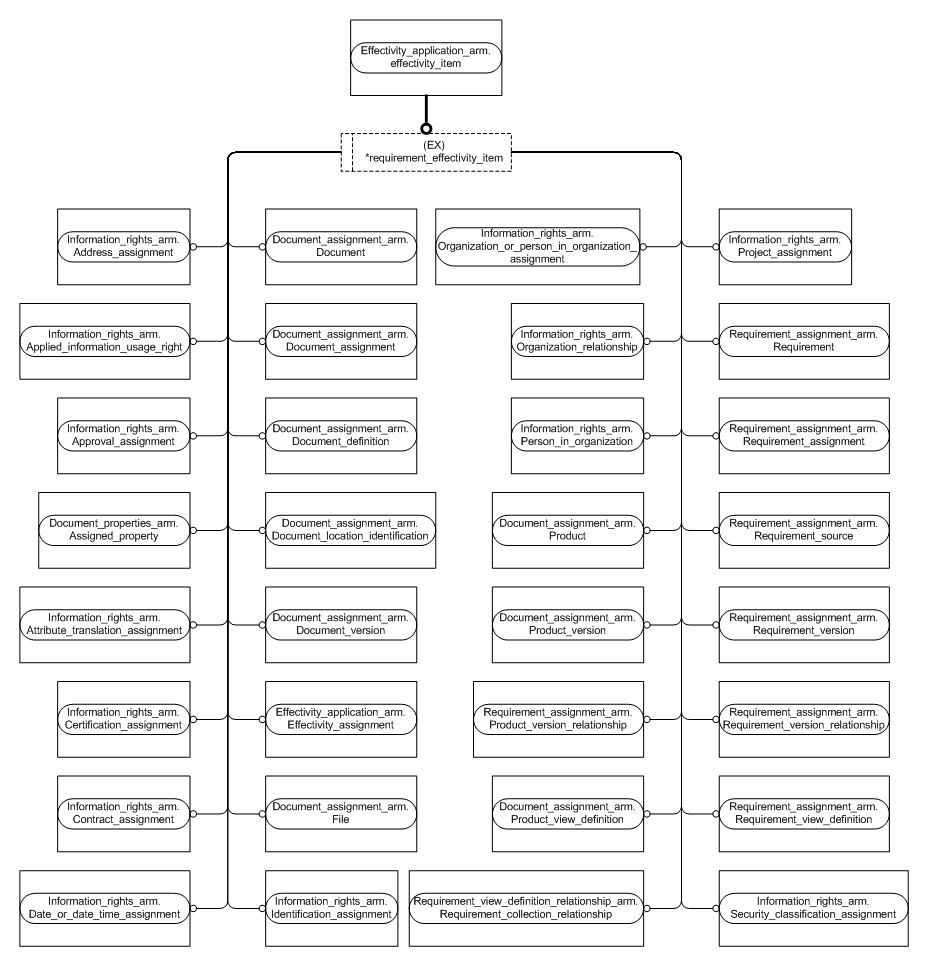 Effectivity_application_arm.
effectivity_item
(EX)
*requirement_effectivity_item
Information_rights_arm.
Address_assignment
Document_assignment_arm.
Document
Information_rights_arm.
Organization_or_person_in_organization_
assignment
Information_rights_arm.
Project_assignment
Information_rights_arm.
Applied_information_usage_right
Document_assignment_arm.
Document_assignment
Information_rights_arm.
Organization_relationship
Requirement_assignment_arm.
Requirement
Information_rights_arm.
Approval_assignment
Document_assignment_arm.
Document_definition
Information_rights_arm.
Person_in_organization
Requirement_assignment_arm.
Requirement_assignment
Document_properties_arm.
Assigned_property
Document_assignment_arm.
Document_location_identification
Document_assignment_arm.
Product
Requirement_assignment_arm.
Requirement_source
Information_rights_arm.
Attribute_translation_assignment
Document_assignment_arm.
Document_version
Document_assignment_arm.
Product_version
Requirement_assignment_arm.
Requirement_version
Information_rights_arm.
Certification_assignment
Effectivity_application_arm.
Effectivity_assignment
Requirement_assignment_arm.
Product_version_relationship
Requirement_assignment_arm.
Requirement_version_relationship
Information_rights_arm.
Contract_assignment
Document_assignment_arm.
File
Document_assignment_arm.
Product_view_definition
Requirement_assignment_arm.
Requirement_view_definition
Information_rights_arm.
Date_or_date_time_assignment
Information_rights_arm.
Identification_assignment
Requirement_view_definition_relationship_arm.
Requirement_collection_relationship
Information_rights_arm.
Security_classification_assignment